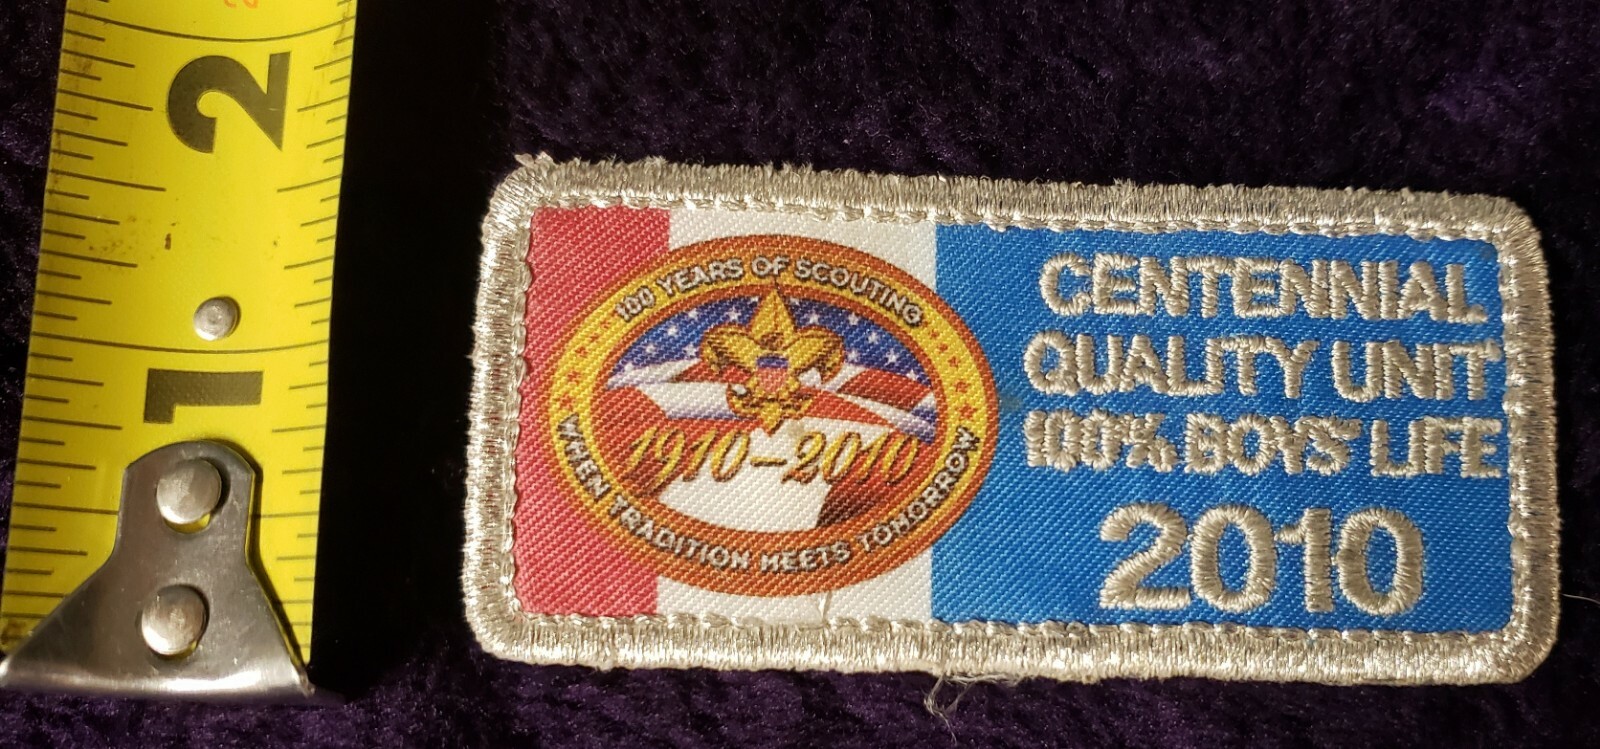 2
1
100 YEARS OF SCOUTING
1910-2010
WHEN TRADITION MEETS TOMORROW
CENTENNIAL
QUALITY UNIT
100% BOYS' LIFE
2010